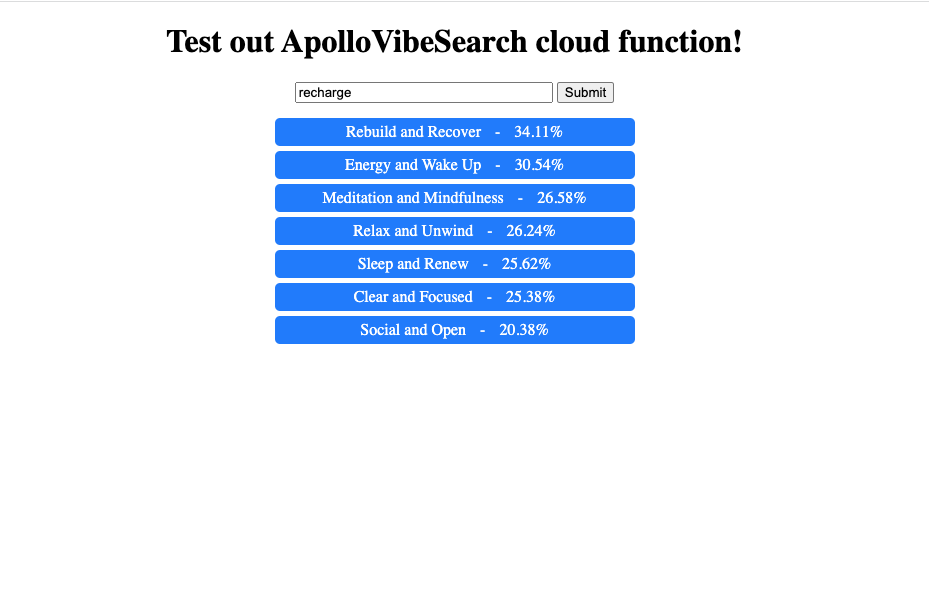 Test out ApolloVibeSearch cloud function!
recharge Submit
Rebuild and Recover - 34.11%
Energy and Wake Up - 30.54%
Meditation and Mindfulness - 26.58%
Relax and Unwind - 26.24%
Sleep and Renew - 25.62%
Clear and Focused - 25.38%
Social and Open - 20.38%